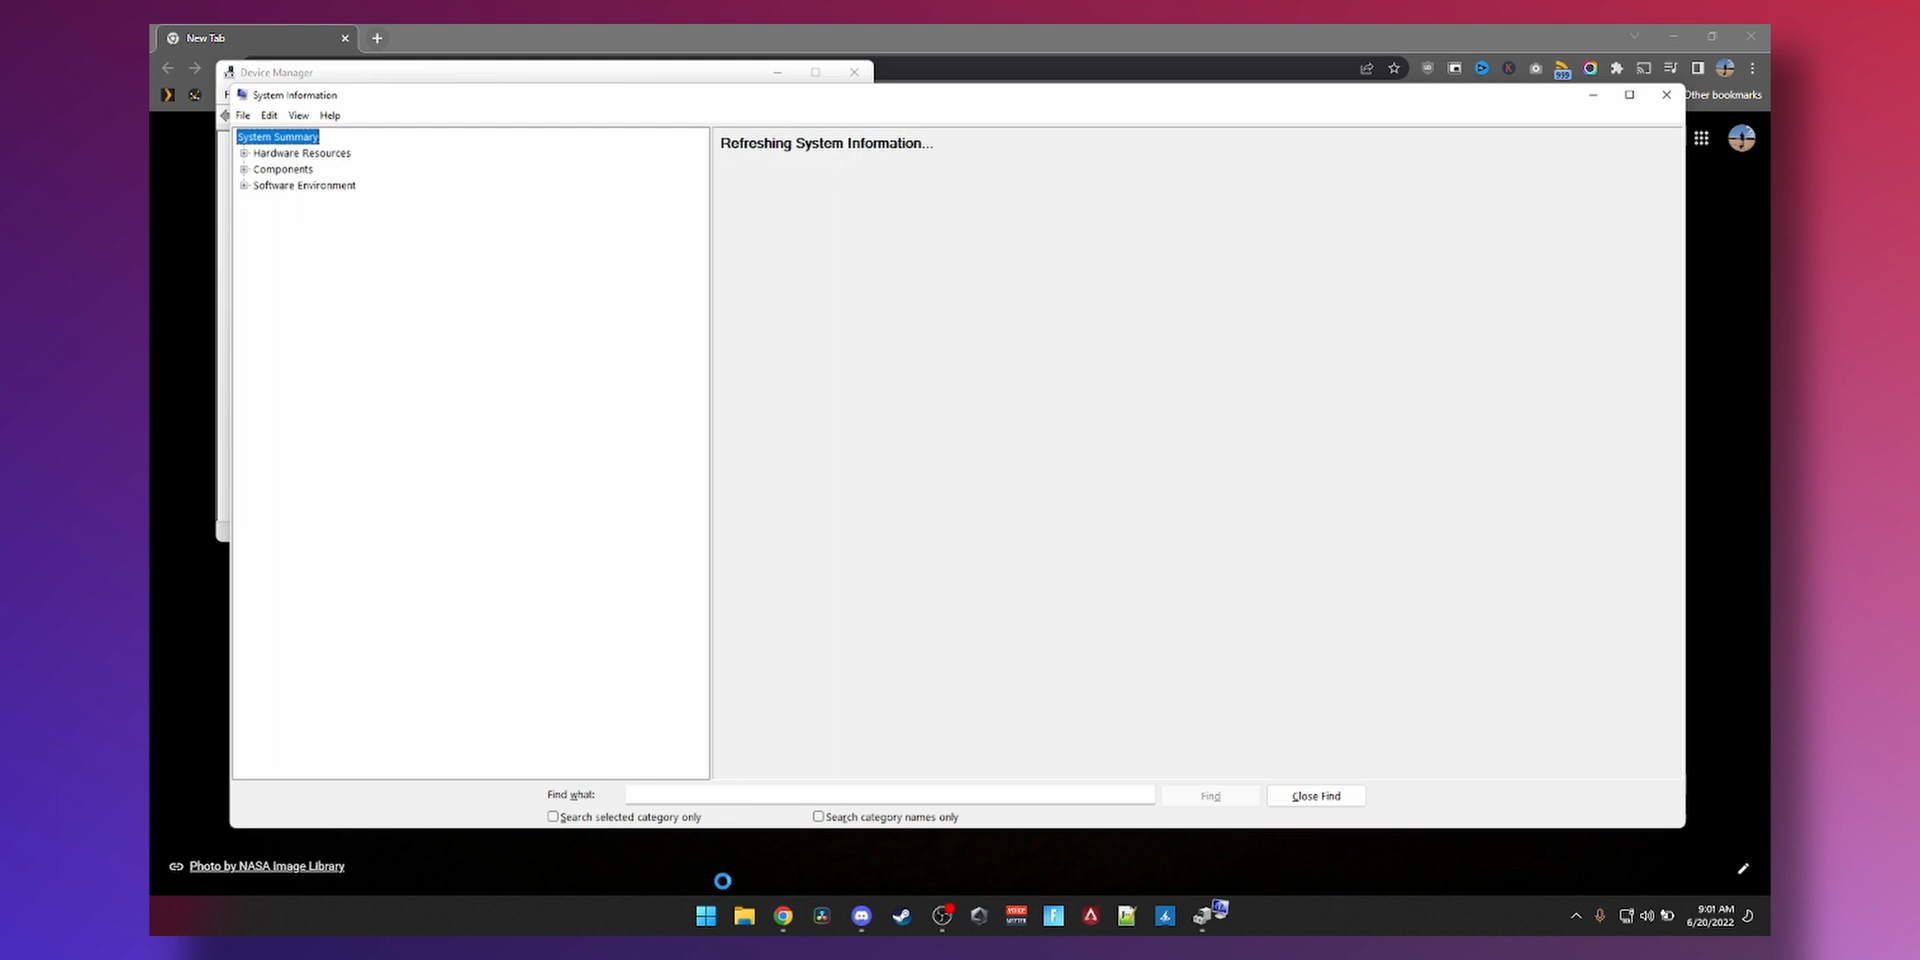 New Tab
Device Manager
939
System Information
Other bookmarks
File Edit View Help
System Summary
Refreshing System Information...
Hardware Resources
Components
Software Environment
Find what:
Find
Close Find
Search selected category only
Search category names only
Photo by NASA Image Library
9:01 AM
6/20/2022